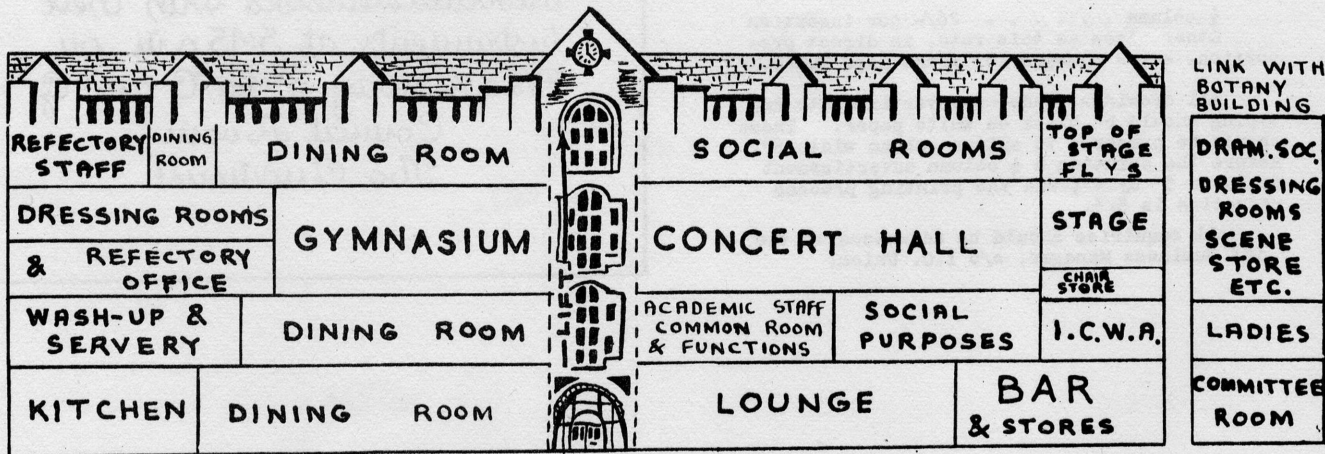 LINK WITH
BOTANY
BUILDING
REFECTORY
STAFF
DINING
ROOM
DINING ROOM
SOCIAL ROOMS
TOP OF
STAGE
FLYS
DRAM. SOC.
DRESSING
ROOMS
SCENE
STORE
ETC.
DRESSING ROOMS
& REFECTORY
OFFICE
GYMNASIUM
LIFT
CONCERT HALL
STAGE
CHAIR
STORE
WASH-UP &
SERVERY
DINING ROOM
ACADEMIC STAFF
COMMON ROOM
& FUNCTIONS
SOCIAL
PURPOSES
I.C.W.A.
LADIES
KITCHEN
DINING ROOM
LOUNGE
BAR
& STORES
COMMITTEE
ROOM